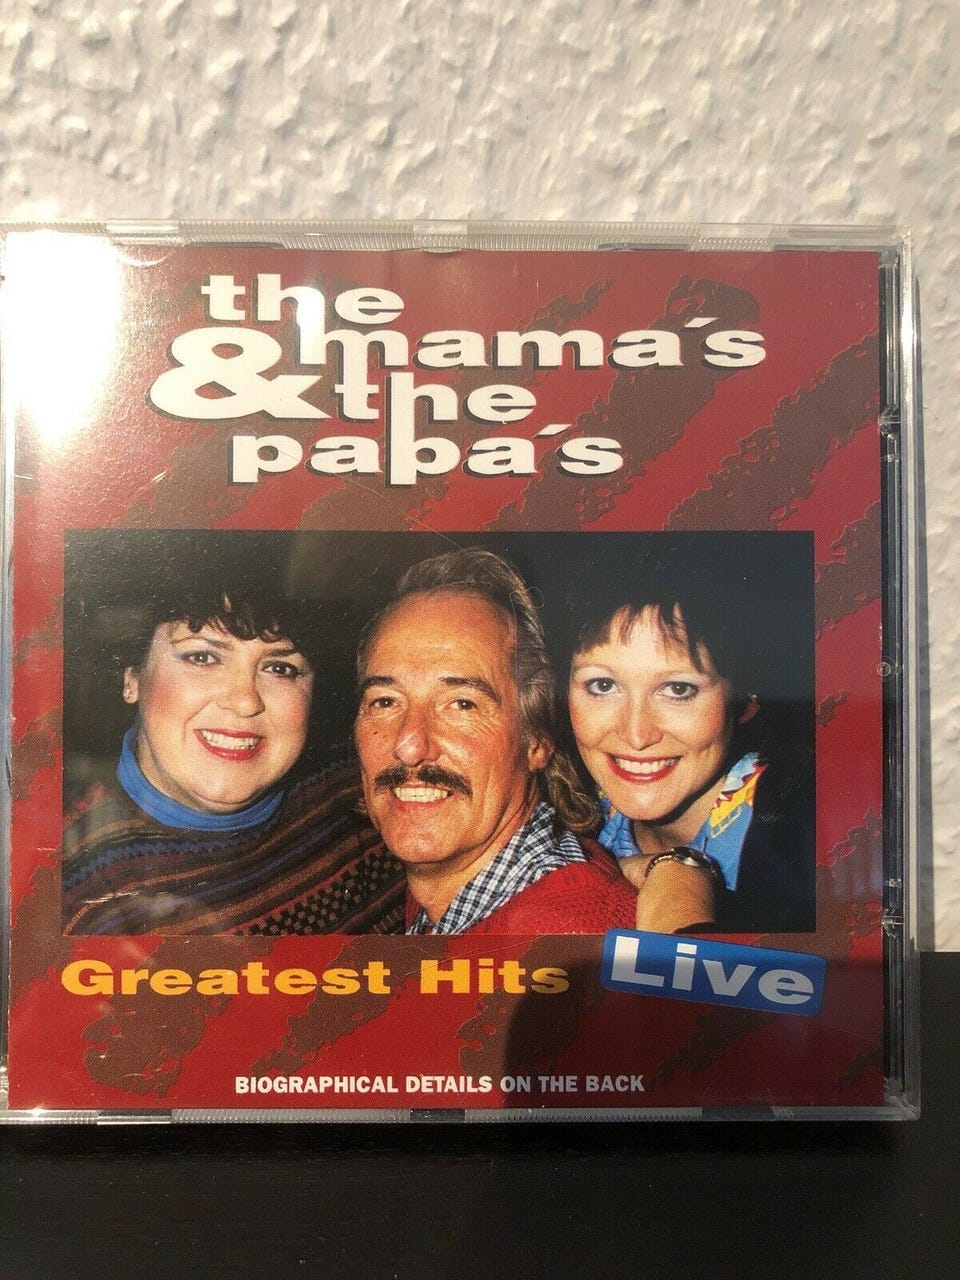 the
mama's
& the
papa's
Greatest Hits Live
BIOGRAPHICAL DETAILS ON THE BACK